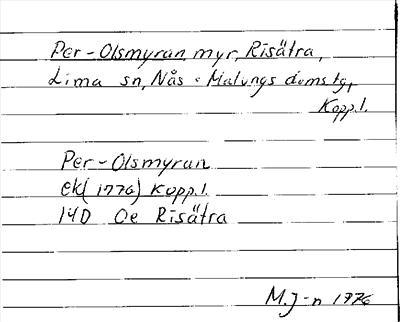 Per-Olsmyran myr, Risätra,
Lima sn, Nås o Malungs domstg,
Kopp.l.
Per-Olsmyran
ek (1776) Kopp.l.
14D Oe Risätra
M.J-n 1976